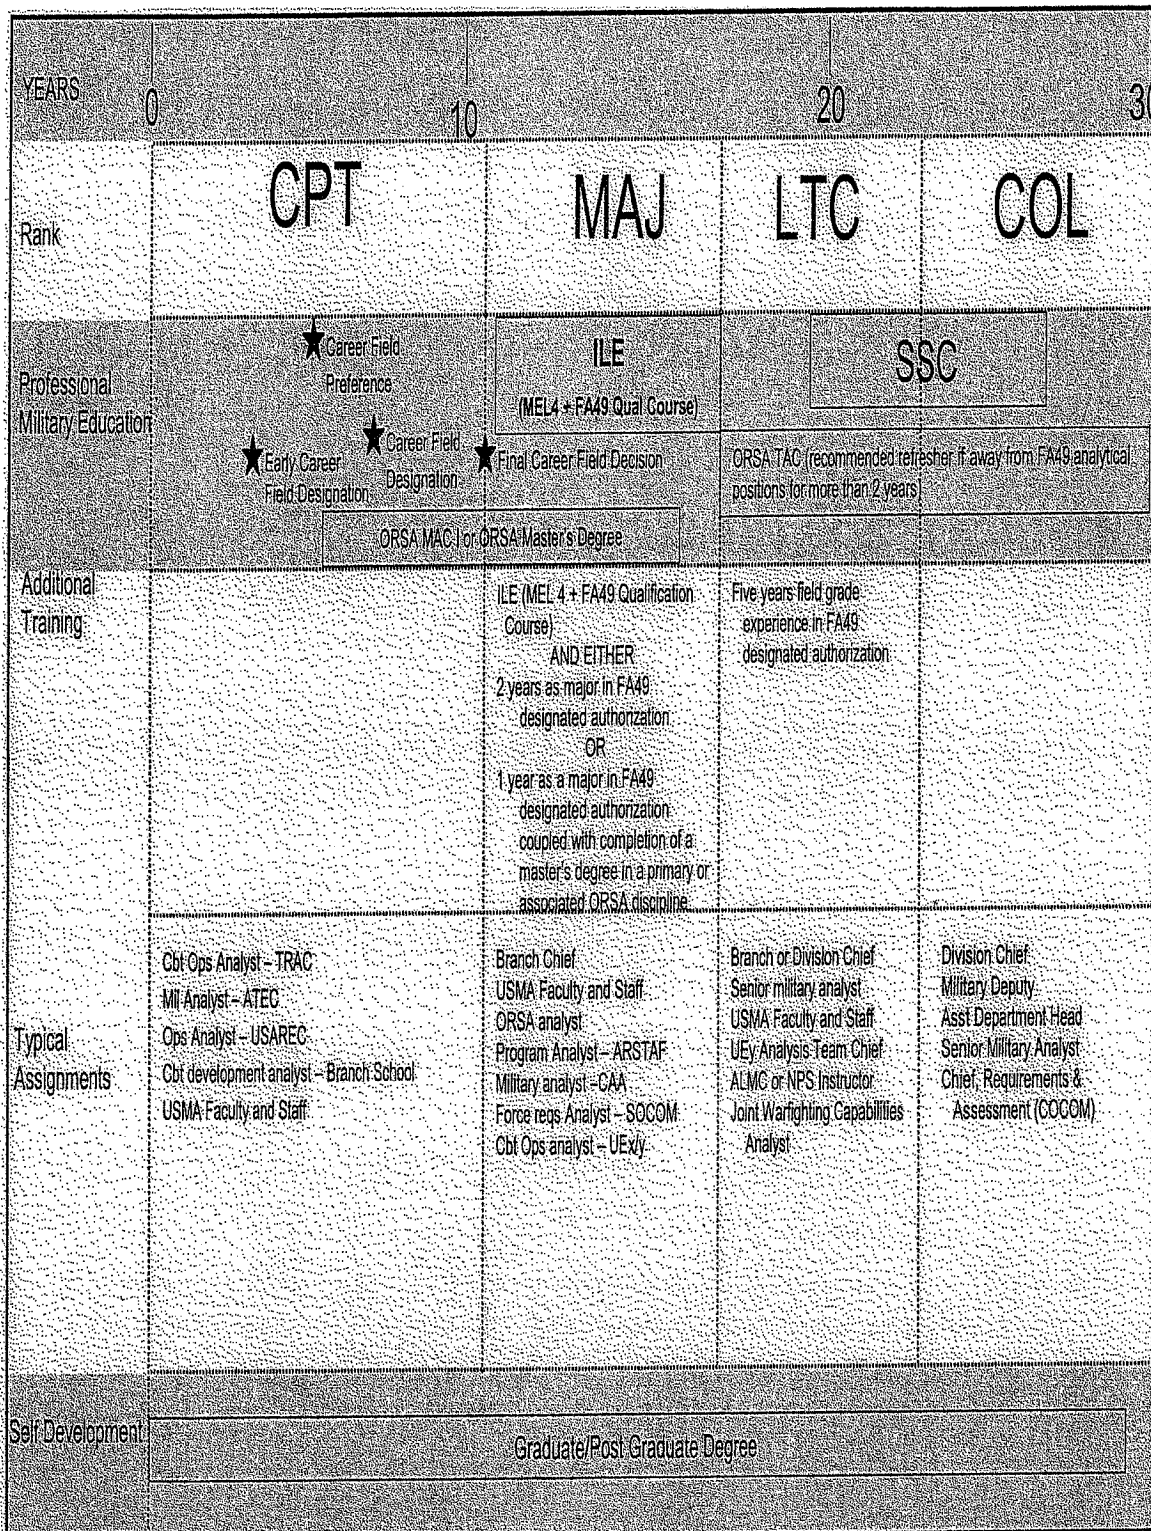 YEARS
0
10
20
30
Rank
CPT
MAJ
LTC
COL
Professional
Military Education
Career Field
Preference
Career Field
Designation
Early Career
Field Designation
ILE
(MEL4 + FA49 Qual Course)
Final Career Field Decision
SSC
ORSA TAC (recommended refresher if away from FA49 analytical
positions for more than 2 years)
ORSA MAC I or ORSA Master's Degree
Additional
Training
ILE (MEL 4 + FA49 Qualification
Course)
AND EITHER
2 years as major in FA49
designated authorization
OR
1 year as a major in FA49
designated authorization
coupled with completion of a
master's degree in a primary or
associated ORSA discipline
Five years field grade
experience in FA49
designated authorization
Typical
Assignments
Cbt Ops Analyst – TRAC
Mil Analyst – ATEC
Ops Analyst – USAREC
Cbt development analyst – Branch School
USMA Faculty and Staff
Branch Chief
USMA Faculty and Staff
ORSA analyst
Program Analyst – ARSTAF
Military analyst –CAA
Force reqs Analyst – SOCOM
Cbt Ops analyst – UEx/y
Branch or Division Chief
Senior military analyst
USMA Faculty and Staff
UEy Analysis Team Chief
ALMC or NPS Instructor
Joint Warfighting Capabilities
Analyst
Division Chief
Military Deputy
Asst Department Head
Senior Military Analyst
Chief, Requirements &
Assessment (COCOM)
Self Development
Graduate/Post Graduate Degree